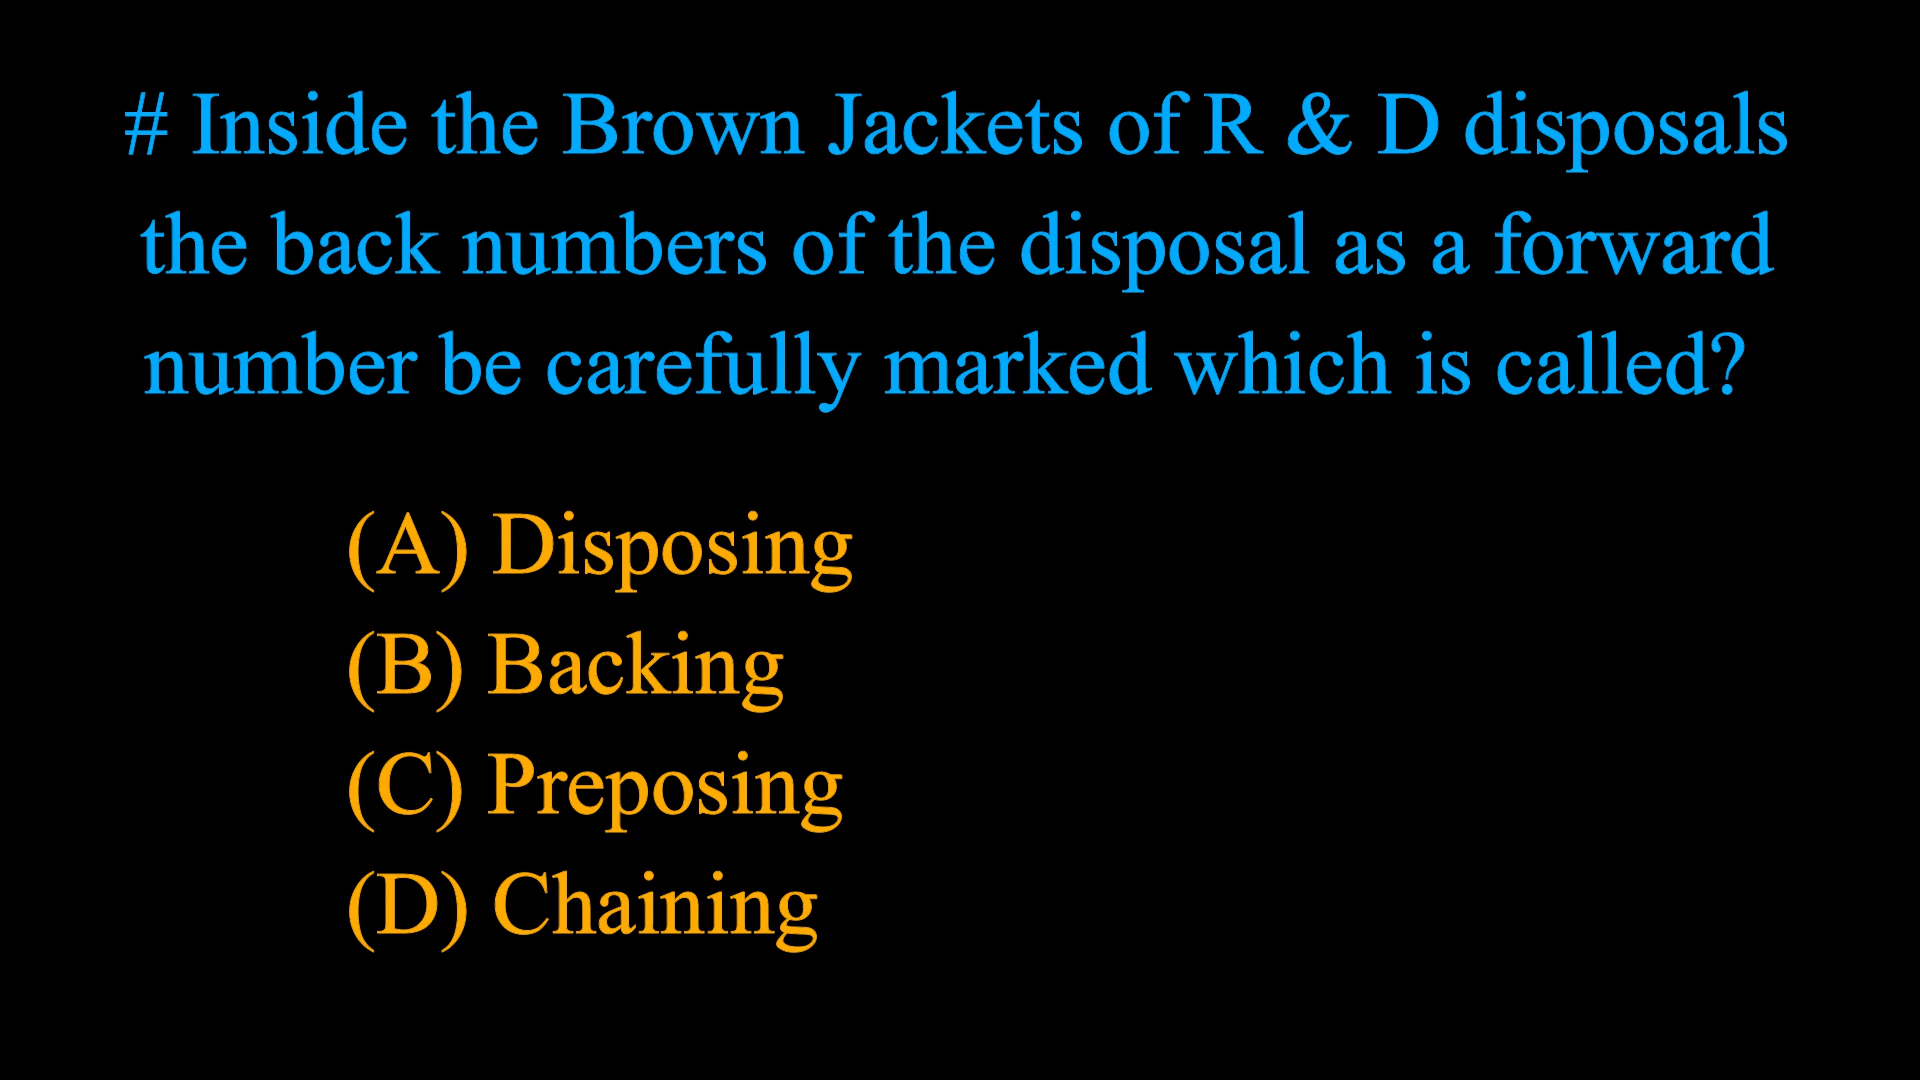 # Inside the Brown Jackets of R & D disposals
the back numbers of the disposal as a forward
number be carefully marked which is called?
(A) Disposing
(B) Backing
(C) Preposing
(D) Chaining